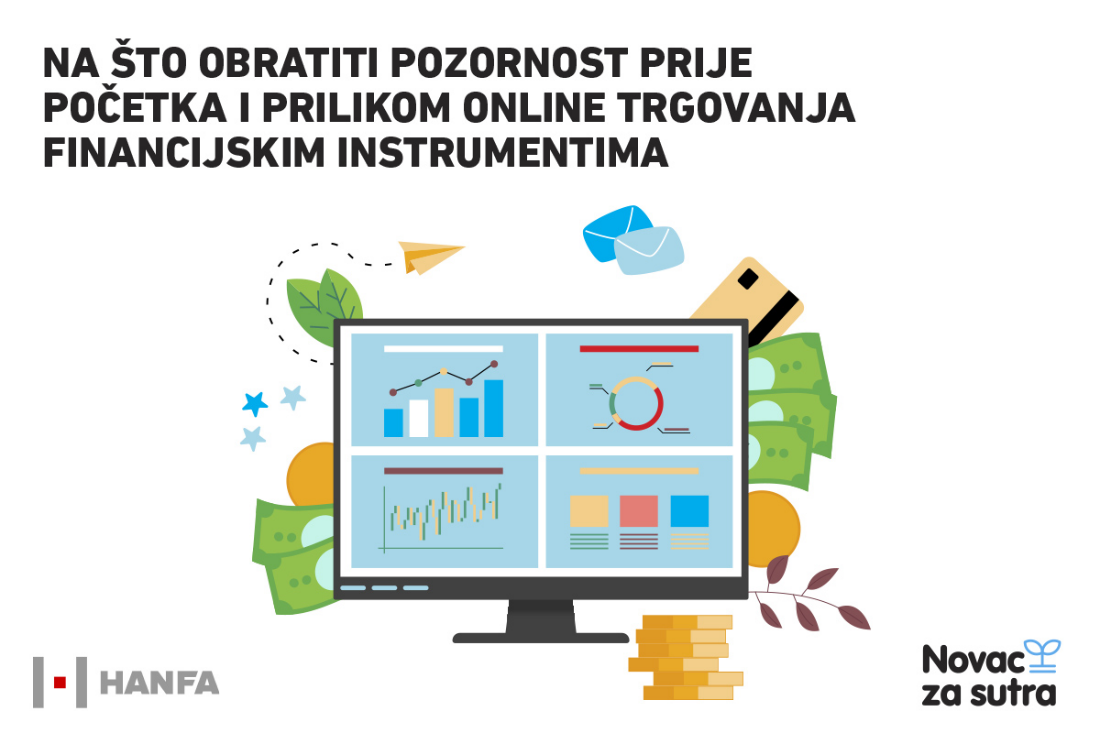 NA ŠTO OBRATITI POZORNOST PRIJE
POČETKA I PRILIKOM ONLINE TRGOVANJA
FINANCIJSKIM INSTRUMENTIMA
HANFA
Novac
za sutra